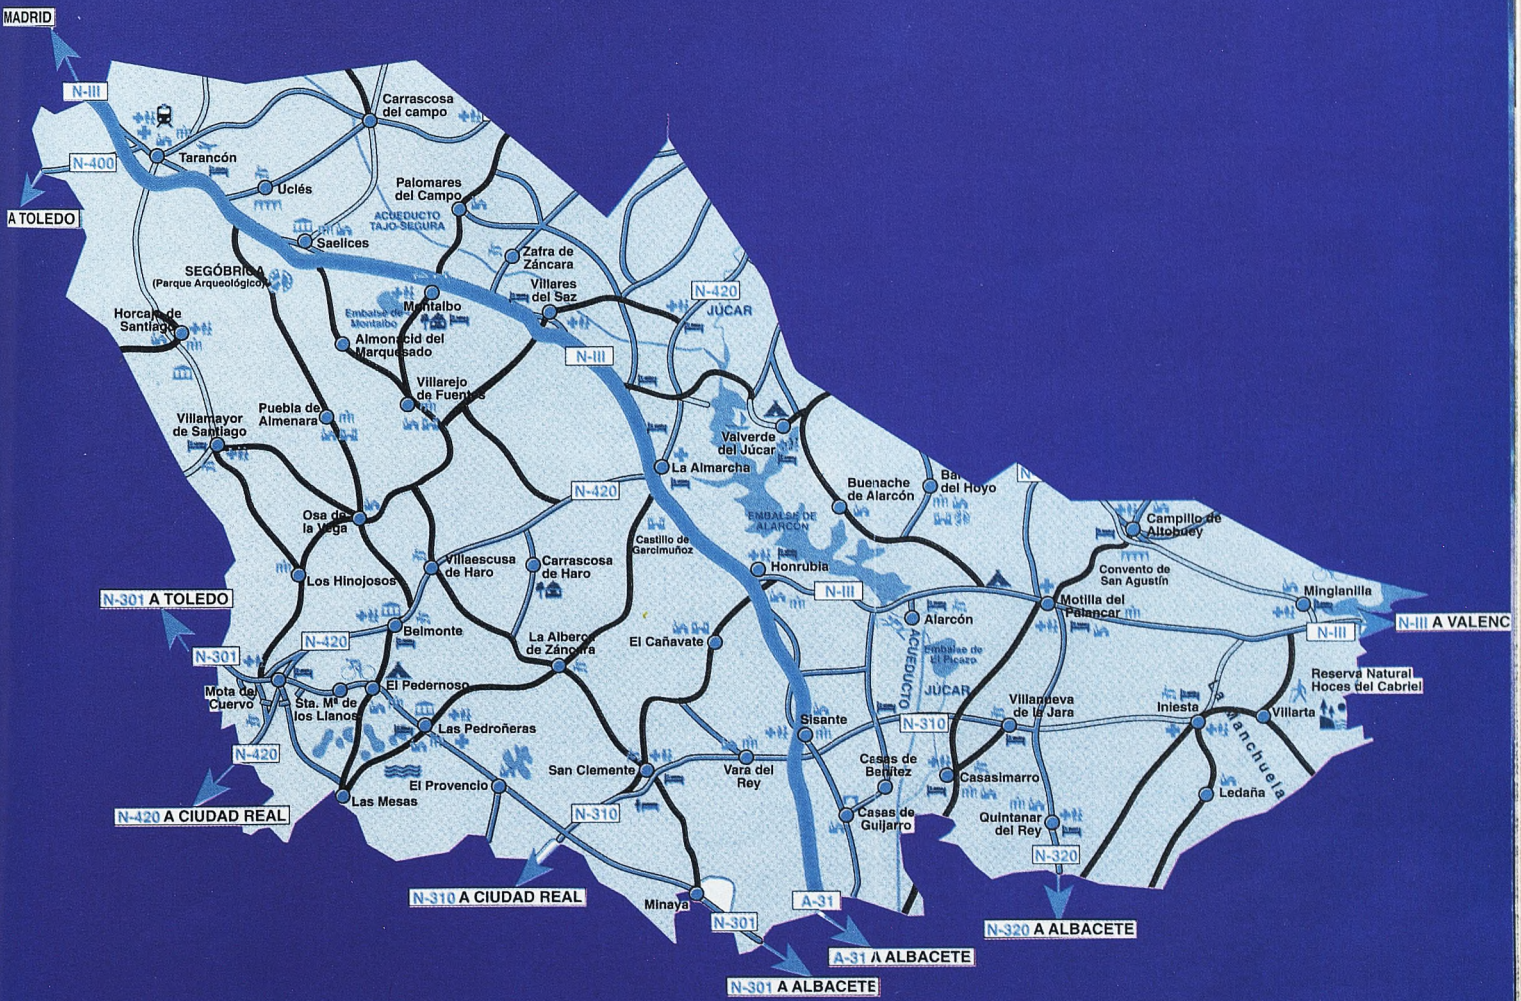 MADRID
N-III
Carrascosa
del campo
N-400
Tarancón
A TOLEDO
Uclés
Palomares
del Campo
ACUEDUCTO
TAJO-SEGURA
Saelices
Zafra de
Záncara
SEGÓBRIGA
(Parque Arqueológico)
Villares
del Saz
N-420
JÚCAR
Montalbo
Embalse de
Montalbo
Horcajo de
Santiago
Almonacid del
Marquesado
N-III
Villarejo
de Fuentes
Puebla de
Almenara
Villamayor
de Santiago
Valverde
del Júcar
La Almarcha
N-420
Buenache
de Alarcón
del Hoyo
N-
Osa de
la Vega
EMBALSE DE
ALARCÓN
Campillo de
Altobuey
Castillo de
Garcimuñoz
Villaescusa
de Haro
Carrascosa
de Haro
Honrubia
Convento de
San Agustín
Los Hinojosos
N-301 A TOLEDO
N-III
Minglanilla
Motilla del
Palancar
Alarcón
N-III
N-III A VALENC
Belmonte
N-420
La Alberca
de Záncara
El Cañavate
Embalse de
El Picazo
ACUEDUCTO
N-301
JÚCAR
Reserva Natural
Hoces del Cabriel
Mota del
Cuervo
Sta. Mª de
los Llanos
El Pedernoso
Villanueva
de la Jara
Iniesta
La Manchuela
Villarta
Las Pedroñeras
Sisante
N-310
N-420
San Clemente
Vara del
Rey
Casas de
Benítez
Casasimarro
El Provencio
Las Mesas
Ledaña
N-420 A CIUDAD REAL
N-310
Casas de
Guijarro
Quintanar
del Rey
N-320
N-310 A CIUDAD REAL
Minaya
A-31
N-301
N-320 A ALBACETE
A-31 A ALBACETE
N-301 A ALBACETE